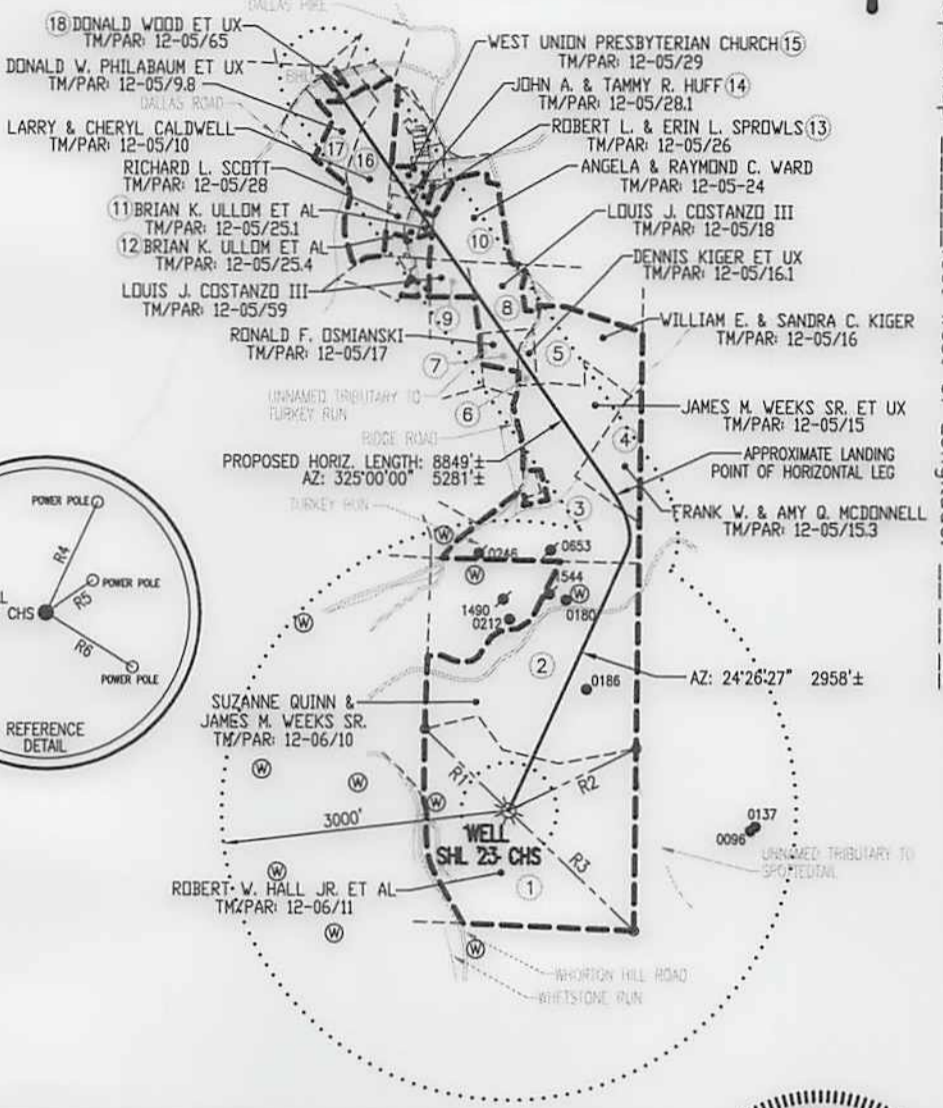 DALLAS PIKE
18 DONALD WOOD ET UX
TM/PAR: 12-05/65
DONALD W. PHILABAUM ET UX
TM/PAR: 12-05/9.8
DALLAS ROAD
LARRY & CHERYL CALDWELL
TM/PAR: 12-05/10
RICHARD L. SCOTT
TM/PAR: 12-05/28
11 BRIAN K. ULLOM ET AL
TM/PAR: 12-05/25.1
12 BRIAN K. ULLOM ET AL
TM/PAR: 12-05/25.4
LOUIS J. COSTANZO III
TM/PAR: 12-05/59
RONALD F. OSMIANSKI
TM/PAR: 12-05/17
UNNAMED TRIBUTARY TO
TURKEY RUN
RIDGE ROAD
PROPOSED HORIZ. LENGTH: 8849'±
AZ: 325°00'00" 5281'±
TURKEY RUN
WEST UNION PRESBYTERIAN CHURCH 15
TM/PAR: 12-05/29
JOHN A. & TAMMY R. HUFF 14
TM/PAR: 12-05/28.1
ROBERT L. & ERIN L. SPROWLS 13
TM/PAR: 12-05/26
ANGELA & RAYMOND C. WARD
TM/PAR: 12-05-24
LOUIS J. COSTANZO III
TM/PAR: 12-05/18
DENNIS KIGER ET UX
TM/PAR: 12-05/16.1
WILLIAM E. & SANDRA C. KIGER
TM/PAR: 12-05/16
JAMES M. WEEKS SR. ET UX
TM/PAR: 12-05/15
APPROXIMATE LANDING
POINT OF HORIZONTAL LEG
FRANK W. & AMY Q. MCDONNELL
TM/PAR: 12-05/15.3
BHL
17
16
10
9
8
7
6
5
4
3
2
1
W
0246
0653
W
1544
W
1490
0212
0180
W
0186
AZ: 24°26'27" 2958'±
SUZANNE QUINN &
JAMES M. WEEKS SR.
TM/PAR: 12-06/10
W
W
W
R1
R2
R3
3000'
WELL
SHL 23 CHS
0137
0096
UNNAMED TRIBUTARY TO
SPOTTEDTAIL
W
ROBERT W. HALL JR. ET AL
TM/PAR: 12-06/11
W
W
WHORTON HILL ROAD
WHETSTONE RUN
POWER POLE
R4
POWER POLE
R5
L
CHS
R6
POWER POLE
REFERENCE
DETAIL